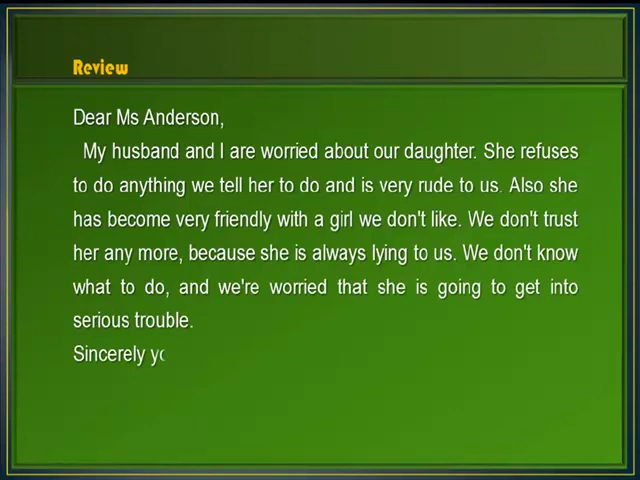 Review
Dear Ms Anderson,
My husband and I are worried about our daughter. She refuses
to do anything we tell her to do and is very rude to us. Also she
has become very friendly with a girl we don't like. We don't trust
her any more, because she is always lying to us. We don't know
what to do, and we're worried that she is going to get into
serious trouble.
Sincerely yo